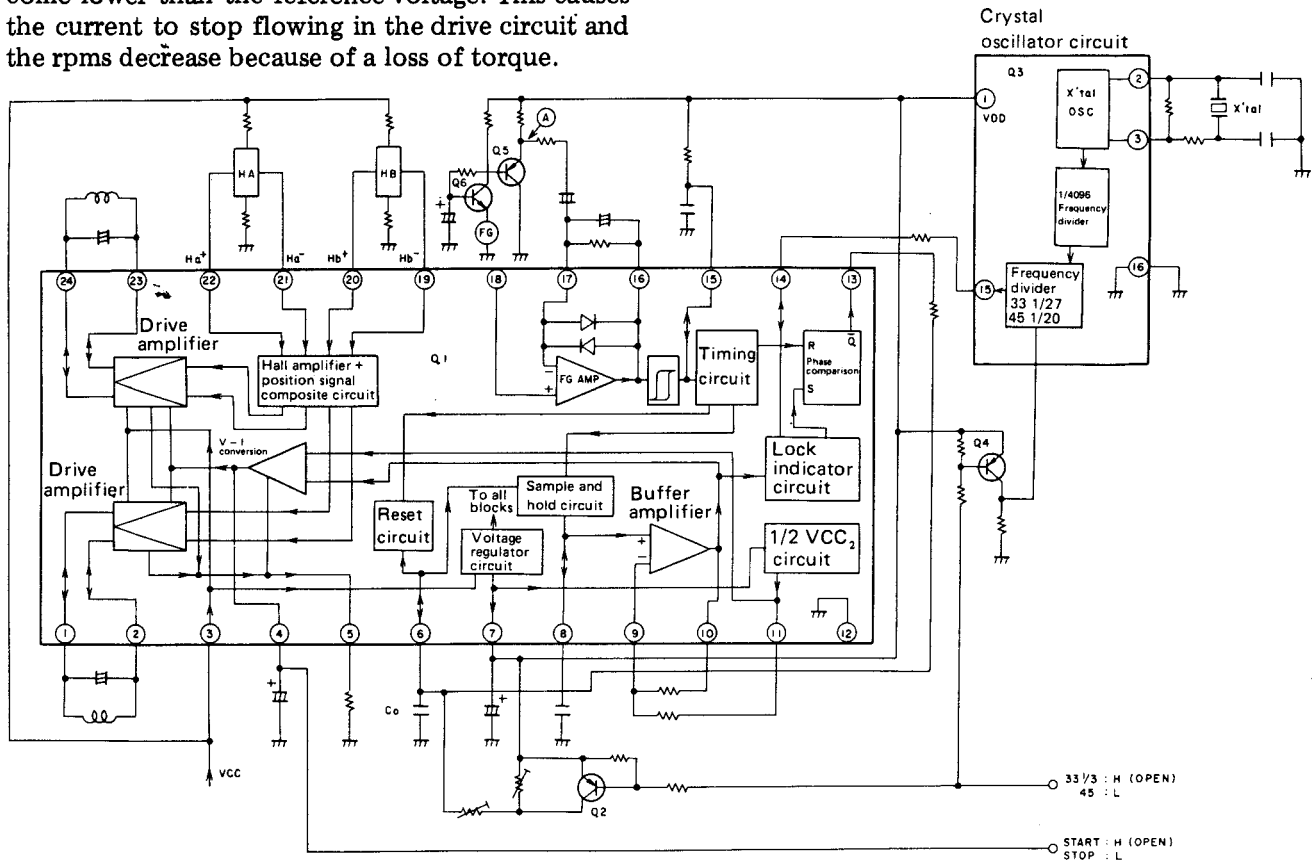 come lower than the reference voltage. This causes
the current to stop flowing in the drive circuit and
the rpms decrease because of a loss of torque.
Crystal
oscillator circuit
Q3
1
VDD
X'tal
OSC
2
3
X'tal
1/4096
Frequency
divider
Frequency
divider
33 1/27
45 1/20
15
16
A
Q5
Q6
FG
HA
HB
Ha+
Ha-
Hb+
Hb-
24
23
22
21
20
19
18
17
16
15
14
13
Drive
amplifier
Hall amplifier +
position signal
composite circuit
Q1
FG AMP
-
+
Timing
circuit
R
Q
Phase
comparison
S
V-I
conversion
Drive
amplifier
Reset
circuit
To all
blocks
Sample and
hold circuit
Voltage
regulator
circuit
Buffer
amplifier
+
-
Lock
indicator
circuit
1/2 VCC2
circuit
Q4
1
2
3
4
5
6
7
8
9
10
11
12
+
Co
+
VCC
Q2
33 1/3 : H (OPEN)
45 : L
START : H (OPEN)
STOP : L